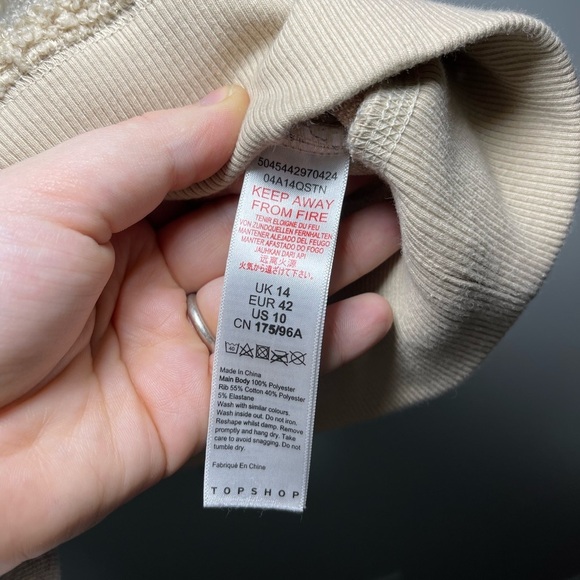 5045442970424
04A14QSTN
KEEP AWAY
FROM FIRE
TENIR ELOIGNE DU FEU
VON ZUNDQUELLEN FERNHALTEN
MANTENER ALEJADO DEL FEUGO
MANTER AFASTADO DO FOGO
JAUHKAN DARI API
远离火源
火気から遠ざけて下さい
UK 14
EUR 42
US 10
CN 175/96A
40
Made In China
Main Body 100% Polyester
Rib 55% Cotton 40% Polyester
5% Elastane
Wash with similar colours.
Wash inside out. Do not iron.
Reshape whilst damp. Remove
promptly and hang dry. Take
care to avoid snagging. Do not
tumble dry.
Fabriqué En Chine
TOPSHOP